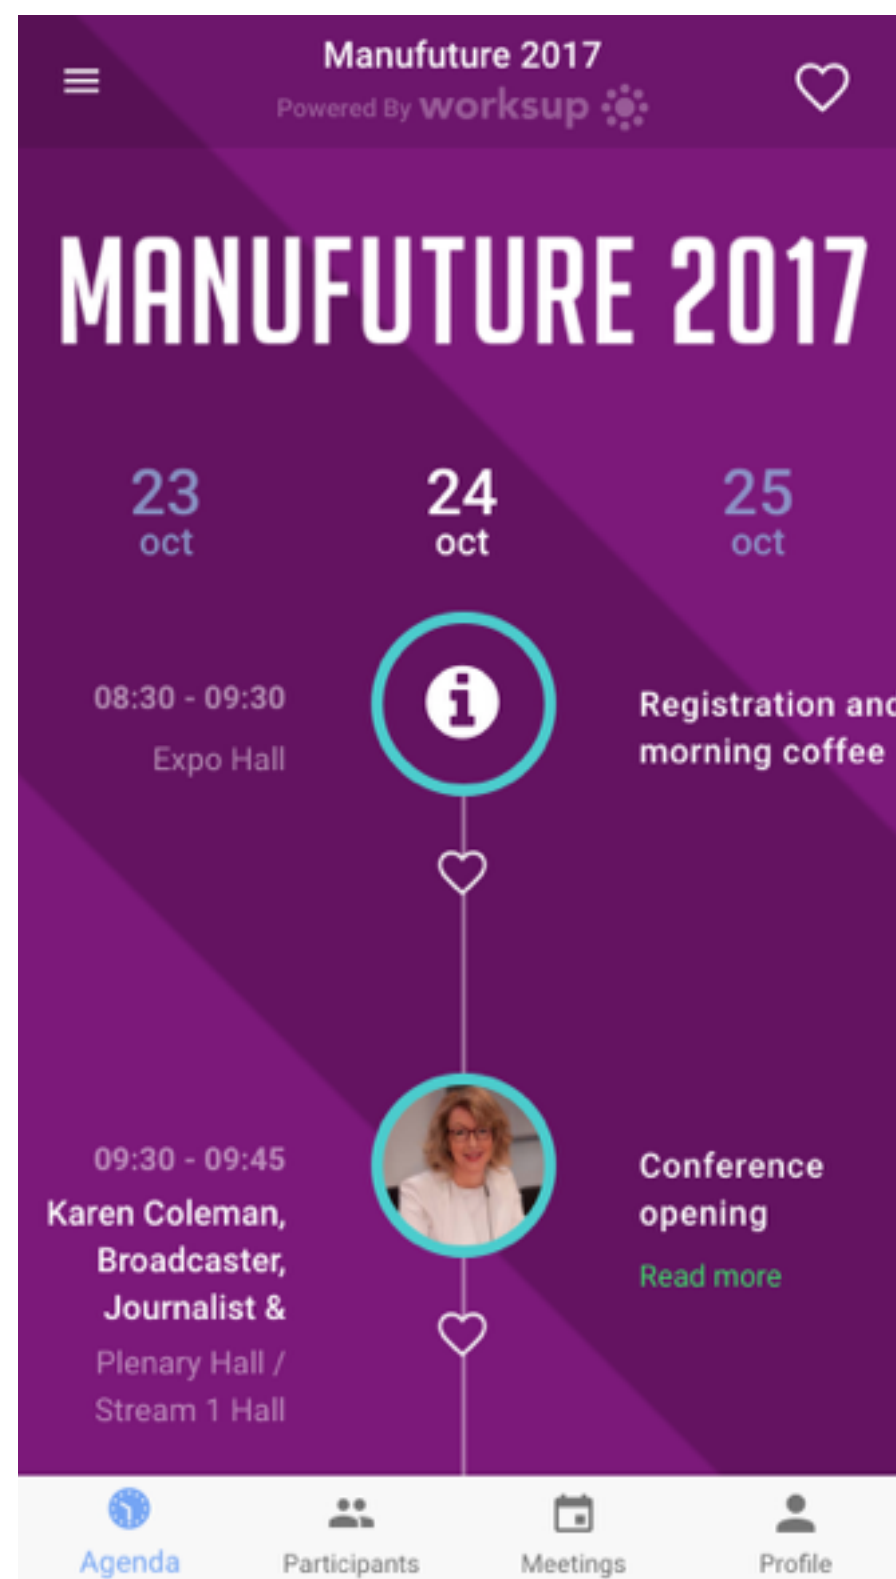 Manufuture 2017
Powered By worksup
MANUFUTURE 2017
23
oct
24
oct
25
oct
08:30 - 09:30
Expo Hall
Registration and
morning coffee
09:30 - 09:45
Karen Coleman,
Broadcaster,
Journalist &
Plenary Hall /
Stream 1 Hall
Conference
opening
Read more
Agenda
Participants
Meetings
Profile